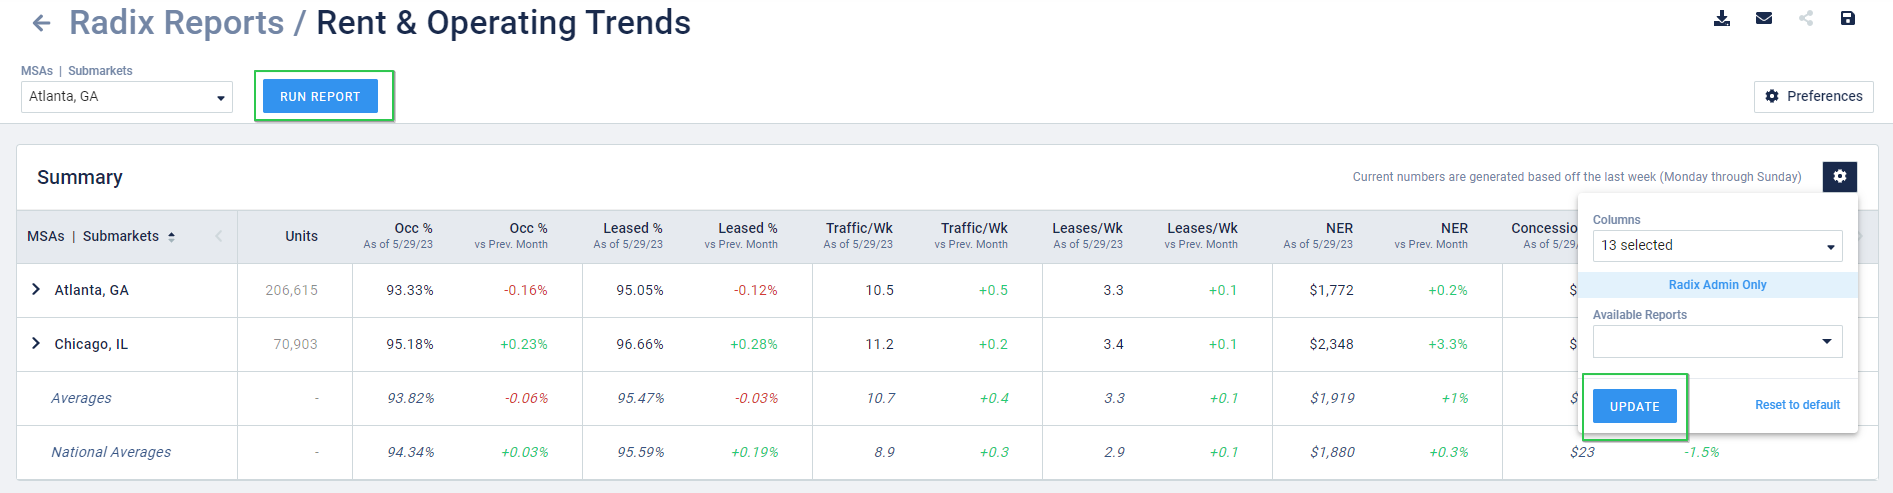 Radix Reports / Rent & Operating Trends
MSAs | Submarkets
Atlanta, GA
RUN REPORT
Preferences
Summary
Current numbers are generated based off the last week (Monday through Sunday)
MSAs | Submarkets Units Occ % Occ % Leased % Leased % Traffic/Wk Traffic/Wk Leases/Wk Leases/Wk NER NER Concessio
As of 5/29/23 vs Prev. Month As of 5/29/23 vs Prev. Month As of 5/29/23 vs Prev. Month As of 5/29/23 vs Prev. Month As of 5/29/23 vs Prev. Month As of 5/29/
Atlanta, GA 206,615 93.33% -0.16% 95.05% -0.12% 10.5 +0.5 3.3 +0.1 $1,772 +0.2% $
Chicago, IL 70,903 95.18% +0.23% 96.66% +0.28% 11.2 +0.2 3.4 +0.1 $2,348 +3.3% $
Averages - 93.82% -0.06% 95.47% -0.03% 10.7 +0.4 3.3 +0.1 $1,919 +1% $
National Averages - 94.34% +0.03% 95.59% +0.19% 8.9 +0.3 2.9 +0.1 $1,880 +0.3% $23 -1.5%
Columns
13 selected
Radix Admin Only
Available Reports
UPDATE
Reset to default